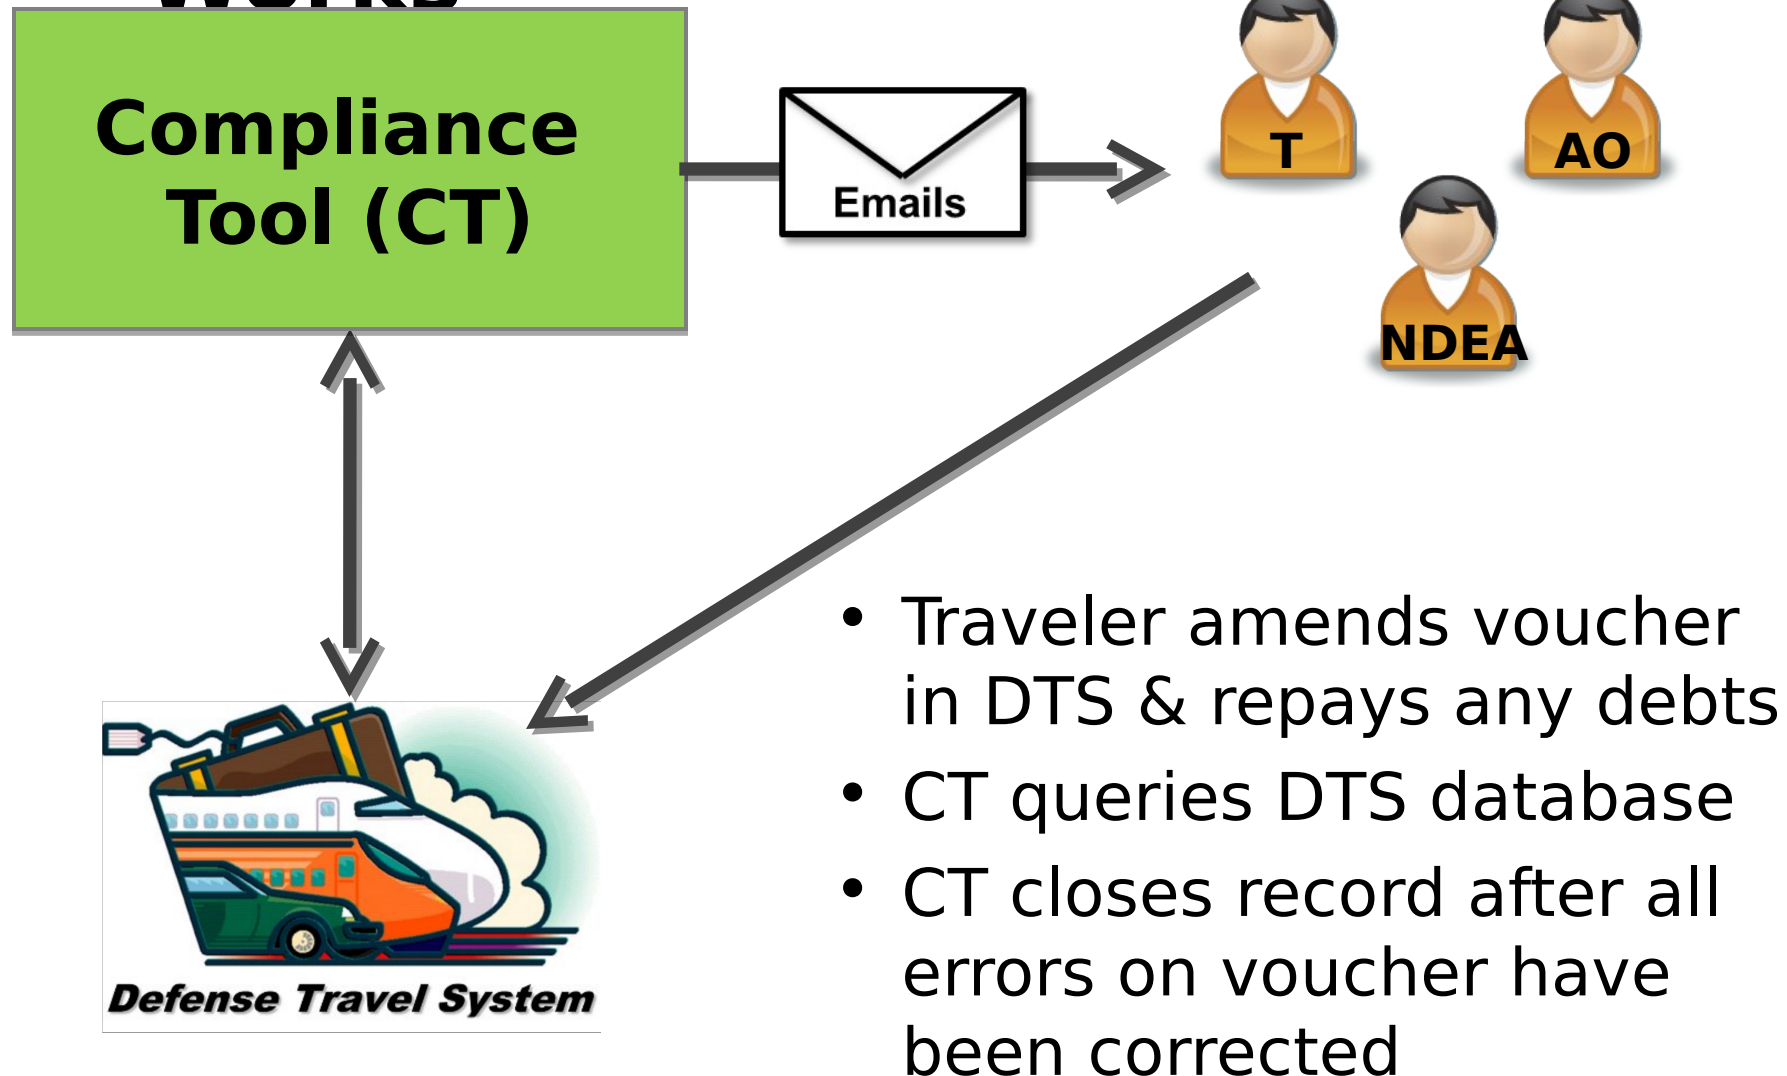 Works
Compliance
Tool (CT)
Emails
T
AO
NDEA
• Traveler amends voucher
in DTS & repays any debts
• CT queries DTS database
• CT closes record after all
errors on voucher have
been corrected
Defense Travel System